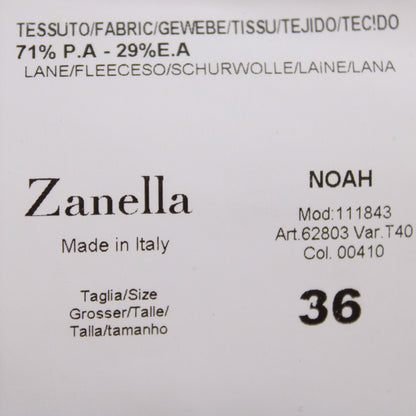 TESSUTO/FABRIC/GEWEBE/TISSU/TEJIDO/TEC!DO
71% P.A - 29%E.A
LANE/FLEECESO/SCHURWOLLE/LAINE/LANA
Zanella
Made in Italy
NOAH
Mod:111843
Art.62803 Var.T40
Col. 00410
Taglia/Size
Grosser/Talle/
Talla/tamanho
36